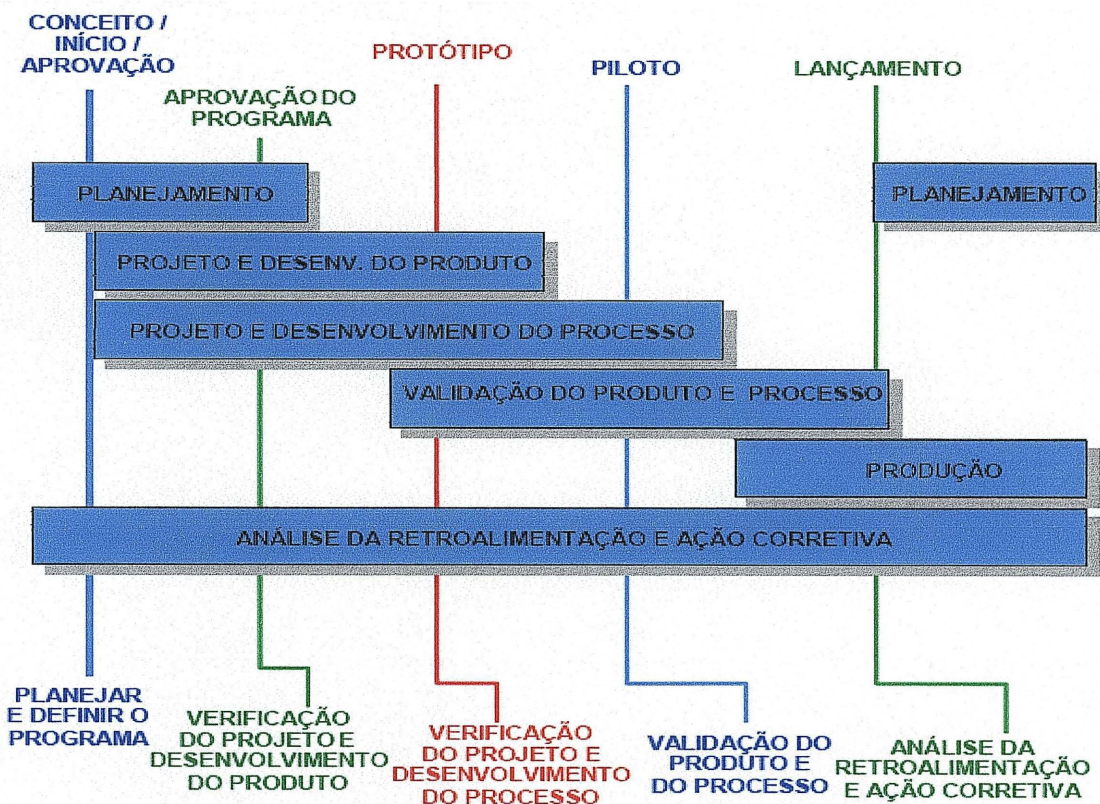 CONCEITO /
INÍCIO /
APROVAÇÃO
PROTÓTIPO
PILOTO
LANÇAMENTO
APROVAÇÃO DO
PROGRAMA
PLANEJAMENTO
PLANEJAMENTO
PROJETO E DESENV. DO PRODUTO
PROJETO E DESENVOLVIMENTO DO PROCESSO
VALIDAÇÃO DO PRODUTO E PROCESSO
PRODUÇÃO
ANÁLISE DA RETROALIMENTAÇÃO E AÇÃO CORRETIVA
PLANEJAR
E DEFINIR O
PROGRAMA
VERIFICAÇÃO
DO PROJETO E
DESENVOLVIMENTO
DO PRODUTO
VERIFICAÇÃO
DO PROJETO E
DESENVOLVIMENTO
DO PROCESSO
VALIDAÇÃO DO
PRODUTO E
DO PROCESSO
ANÁLISE DA
RETROALIMENTAÇÃO
E AÇÃO CORRETIVA